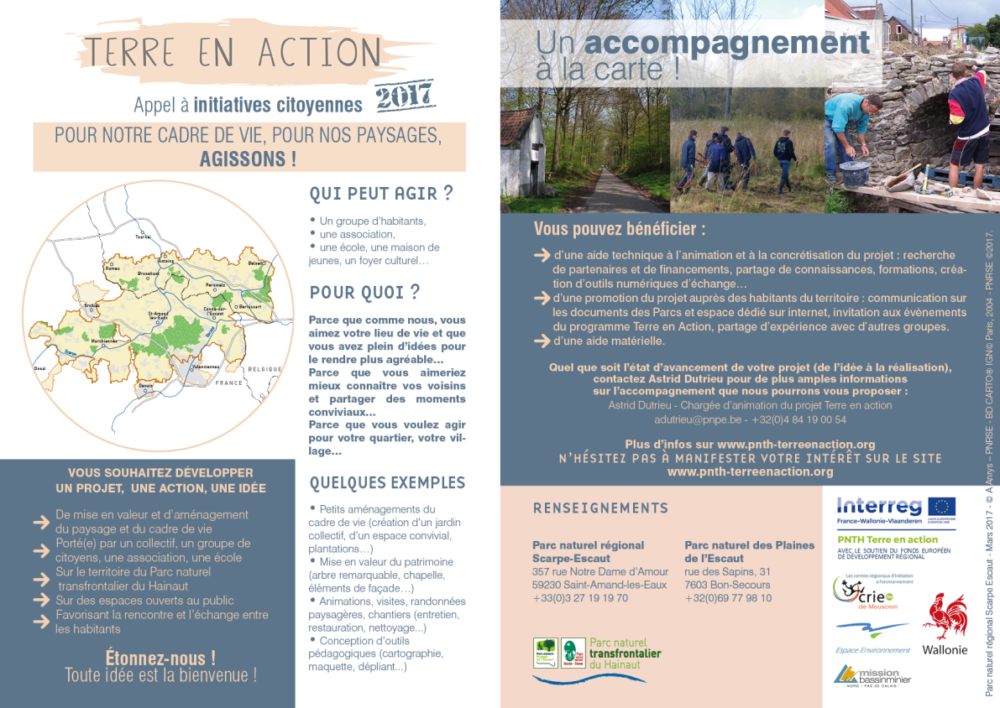 TERRE EN ACTION
Appel à initiatives citoyennes 2017
POUR NOTRE CADRE DE VIE, POUR NOS PAYSAGES,
AGISSONS !
Tournai
Antoing
Rumes
Brunehaut
Beloeil
Peruwelz
Orchies
Bernissart
Condé-sur-
l'Escaut
St-Amand
les-Eaux
Marchiennes
Douai
Scarpe
Escaut
Valenciennes
Denain
BELGIQUE
FRANCE
QUI PEUT AGIR ?
• Un groupe d'habitants,
• une association,
• une école, une maison de
jeunes, un foyer culturel…
POUR QUOI ?
Parce que comme nous, vous
aimez votre lieu de vie et que
vous avez plein d'idées pour
le rendre plus agréable…
Parce que vous aimeriez
mieux connaître vos voisins
et partager des moments
conviviaux…
Parce que vous voulez agir
pour votre quartier, votre vil-
lage…
QUELQUES EXEMPLES
• Petits aménagements du
cadre de vie (création d'un jardin
collectif, d'un espace convivial,
plantations…)
• Mise en valeur du patrimoine
(arbre remarquable, chapelle,
éléments de façade…)
• Animations, visites, randonnées
paysagères, chantiers (entretien,
restauration, nettoyage...)
• Conception d'outils
pédagogiques (cartographie,
maquette, dépliant...)
VOUS SOUHAITEZ DÉVELOPPER
UN PROJET, UNE ACTION, UNE IDÉE
De mise en valeur et d'aménagement
du paysage et du cadre de vie
Porté(e) par un collectif, un groupe de
citoyens, une association, une école
Sur le territoire du Parc naturel
transfrontalier du Hainaut
Sur des espaces ouverts au public
Favorisant la rencontre et l'échange entre
les habitants
Étonnez-nous !
Toute idée est la bienvenue !
Un accompagnement
à la carte !
Vous pouvez bénéficier :
d'une aide technique à l'animation et à la concrétisation du projet : recherche
de partenaires et de financements, partage de connaissances, formations, créa-
tion d'outils numériques d'échange…
d'une promotion du projet auprès des habitants du territoire : communication sur
les documents des Parcs et espace dédié sur internet, invitation aux évènements
du programme Terre en Action, partage d'expérience avec d'autres groupes.
d'une aide matérielle.
Quel que soit l'état d'avancement de votre projet (de l'idée à la réalisation),
contactez Astrid Dutrieu pour de plus amples informations
sur l'accompagnement que nous pourrons vous proposer :
Astrid Dutrieu - Chargée d'animation du projet Terre en action
adutrieu@pnpe.be - +32(0)4 84 19 00 54
Plus d'infos sur www.pnth-terreenaction.org
N'HÉSITEZ PAS À MANIFESTER VOTRE INTÉRÊT SUR LE SITE
www.pnth-terreenaction.org
RENSEIGNEMENTS
Parc naturel régional
Scarpe-Escaut
357 rue Notre Dame d'Amour
59230 Saint-Amand-les-Eaux
+33(0)3 27 19 19 70
Parc naturel des Plaines
de l'Escaut
rue des Sapins, 31
7603 Bon-Secours
+32(0)69 77 98 10
Parc naturel
transfrontalier
du Hainaut
Interreg
France-Wallonie-Vlaanderen
UNION EUROPÉENNE
EUROPESE UNIE
PNTH Terre en action
AVEC LE SOUTIEN DU FONDS EUROPÉEN
DE DÉVELOPPEMENT RÉGIONAL
Les centres régionaux d'initiation
à l'environnement
crie
de Mouscron
Espace Environnement
Wallonie
mission
bassinminier
NORD - PAS DE CALAIS
Parc naturel régional Scarpe Escaut - Mars 2017 - © A.Anrys – PNRSE - BD CARTO® IGN© Paris, 2004 - PNRSE ©2017.